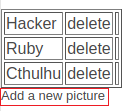 Hacker delete
Ruby delete
Cthulhu delete
Add a new picture